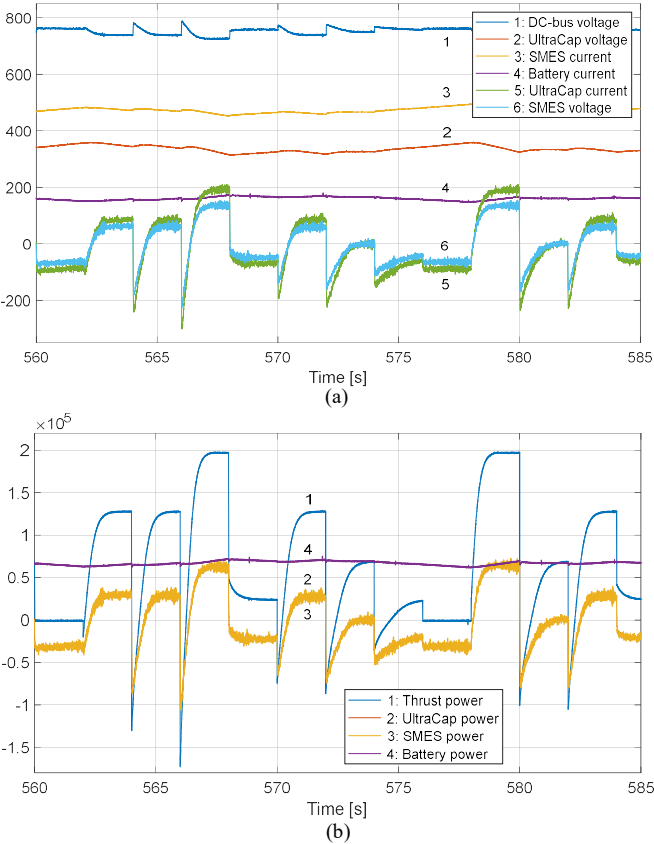 800
600
400
200
0
-200
560
565
570
575
580
585
1: DC-bus voltage
2: UltraCap voltage
3: SMES current
4: Battery current
5: UltraCap current
6: SMES voltage
1
3
2
4
6
5
Time [s]
(a)
×10⁵
2
1.5
1
0.5
0
-0.5
-1
-1.5
560
565
570
575
580
585
1
4
2
3
1: Thrust power
2: UltraCap power
3: SMES power
4: Battery power
Time [s]
(b)